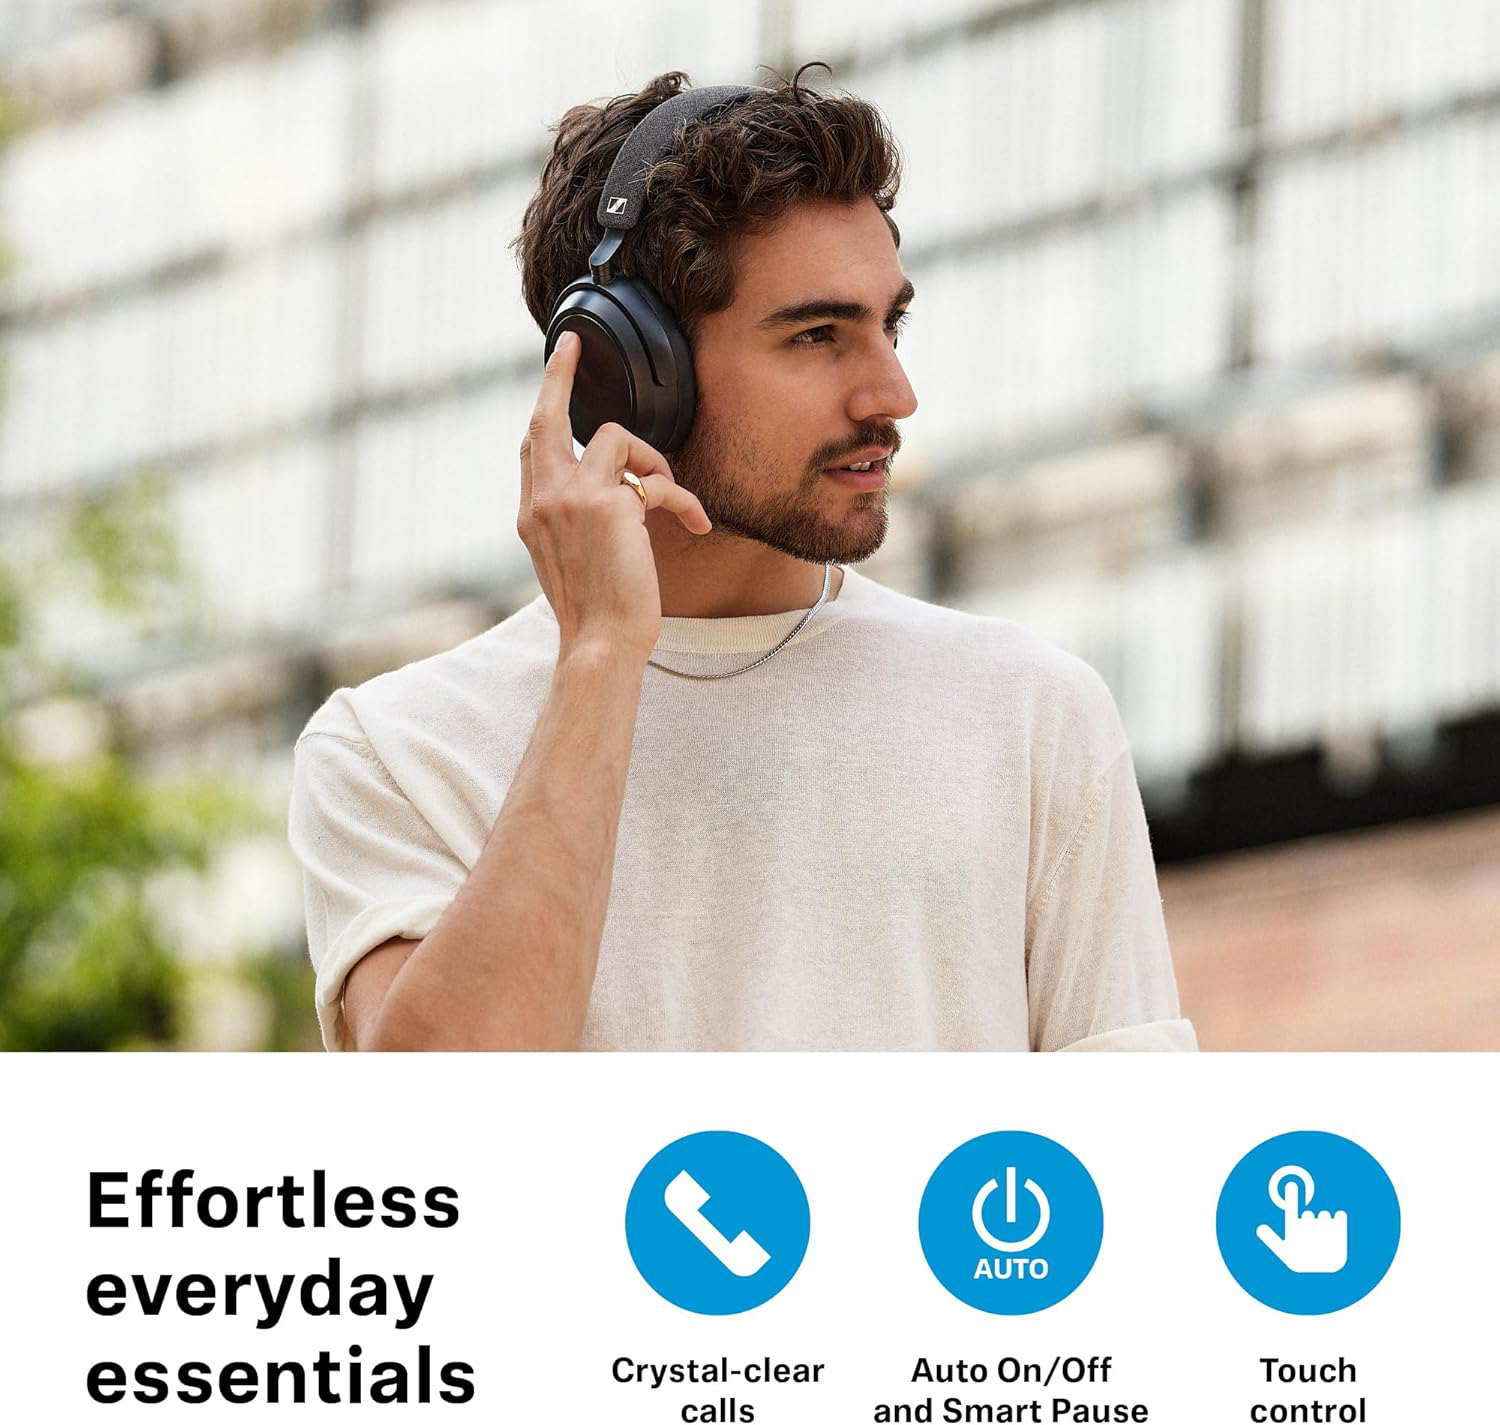 Effortless
everyday
essentials
AUTO
Crystal-clear
calls
Auto On/Off
and Smart Pause
Touch
control